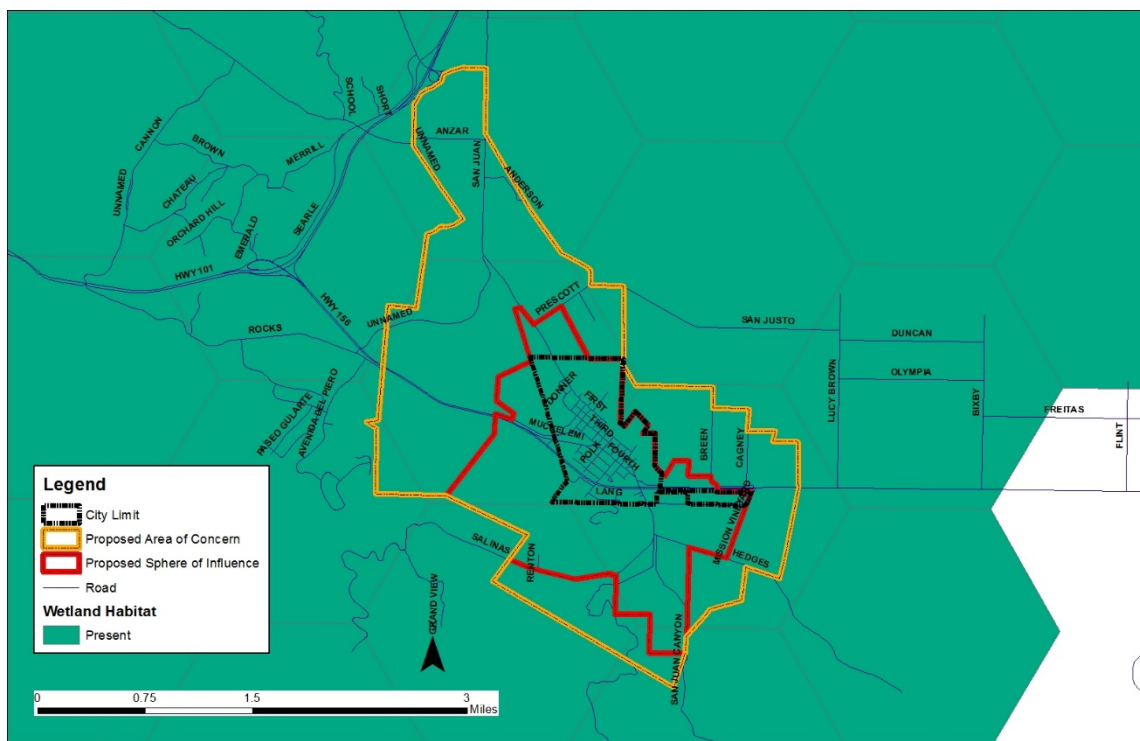 SCHOOL
SHORT
UNNAMED
CANNON
BROWN
MERRILL
CHATEAU
ORCHARD HILL
EMERALD
SEARLE
HWY 101
HWY 156
UNNAMED
ANZAR
SAN JUAN
ANDERSON
PRESCOTT
UNNAMED
ROCKS
PASEO GULARTE
AVENIDA DEL PIERO
SAN JUSTO
DUNCAN
OLYMPIA
LUCY BROWN
BIXBY
FREITAS
FLINT
DONNER
FIRST
THIRD
FOURTH
MUCKELEMI
POLK
LANG
BREEN
CAGNEY
MISSION VINEYARD
HEDGES
SALINAS
RENTON
GRAND VIEW
SAN JUAN CANYON
Legend
City Limit
Proposed Area of Concern
Proposed Sphere of Influence
Road
Wetland Habitat
Present
0 0.75 1.5 3
Miles